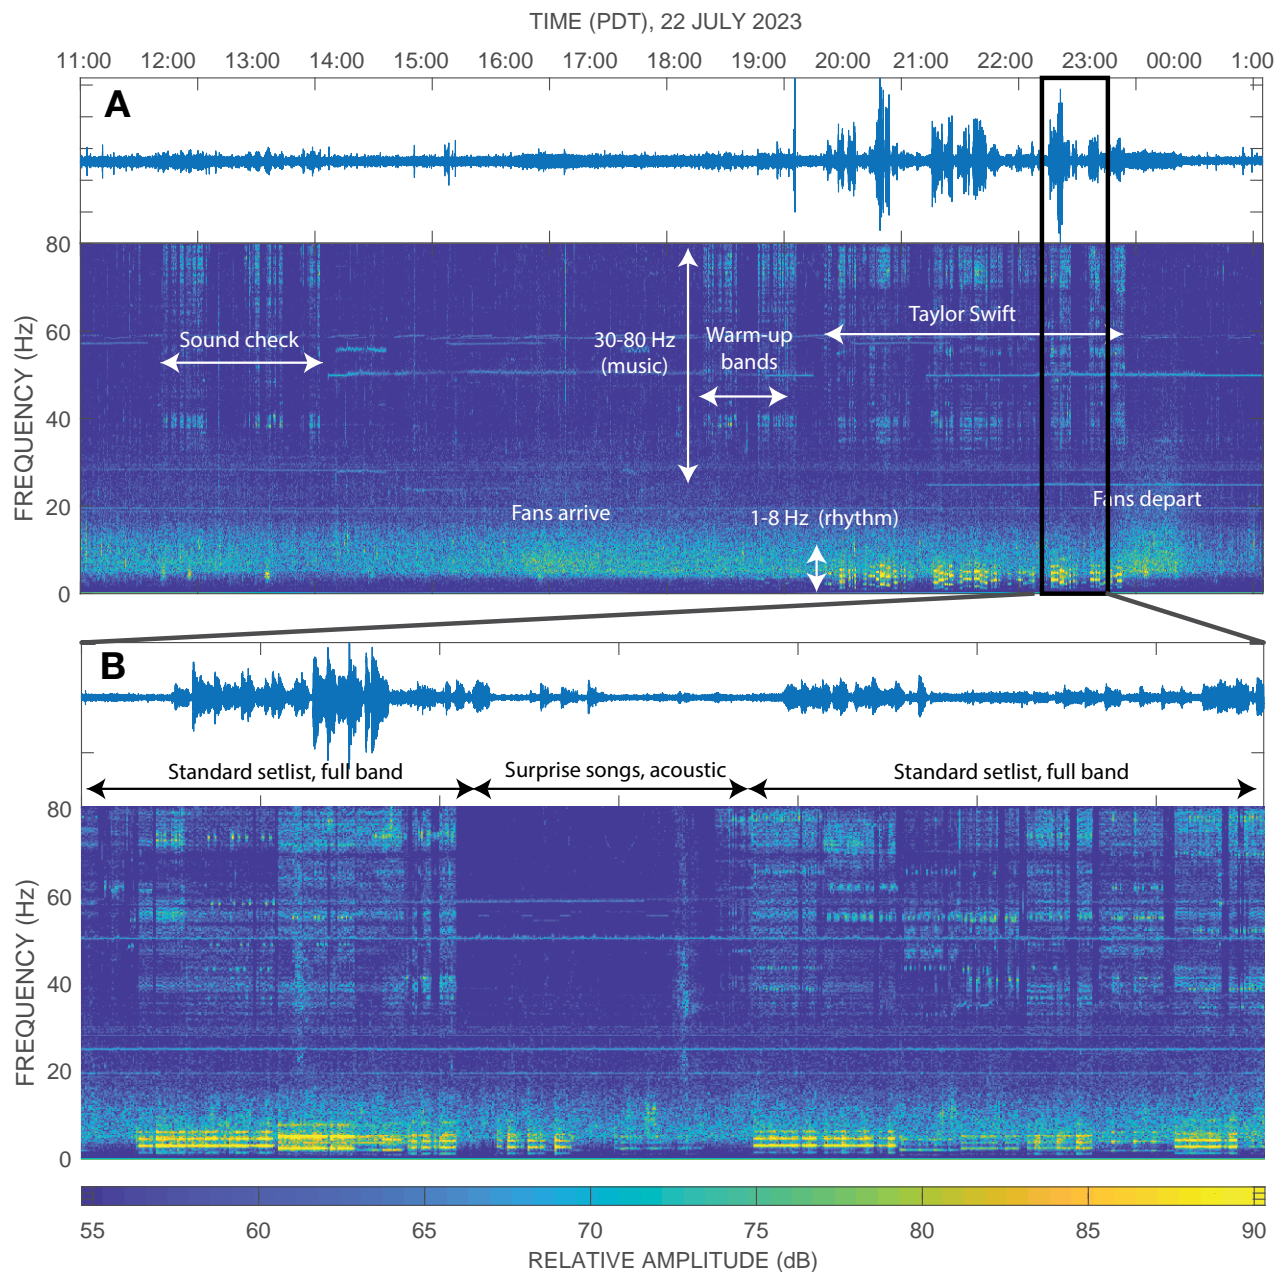 TIME (PDT), 22 JULY 2023
11:00 12:00 13:00 14:00 15:00 16:00 17:00 18:00 19:00 20:00 21:00 22:00 23:00 00:00 1:00
A
80
60
40
20
0
FREQUENCY (Hz)
Sound check
30-80 Hz
(music)
Warm-up
bands
Taylor Swift
Fans arrive
1-8 Hz (rhythm)
Fans depart
B
Standard setlist, full band
Surprise songs, acoustic
Standard setlist, full band
80
60
40
20
0
FREQUENCY (Hz)
55 60 65 70 75 80 85 90
RELATIVE AMPLITUDE (dB)